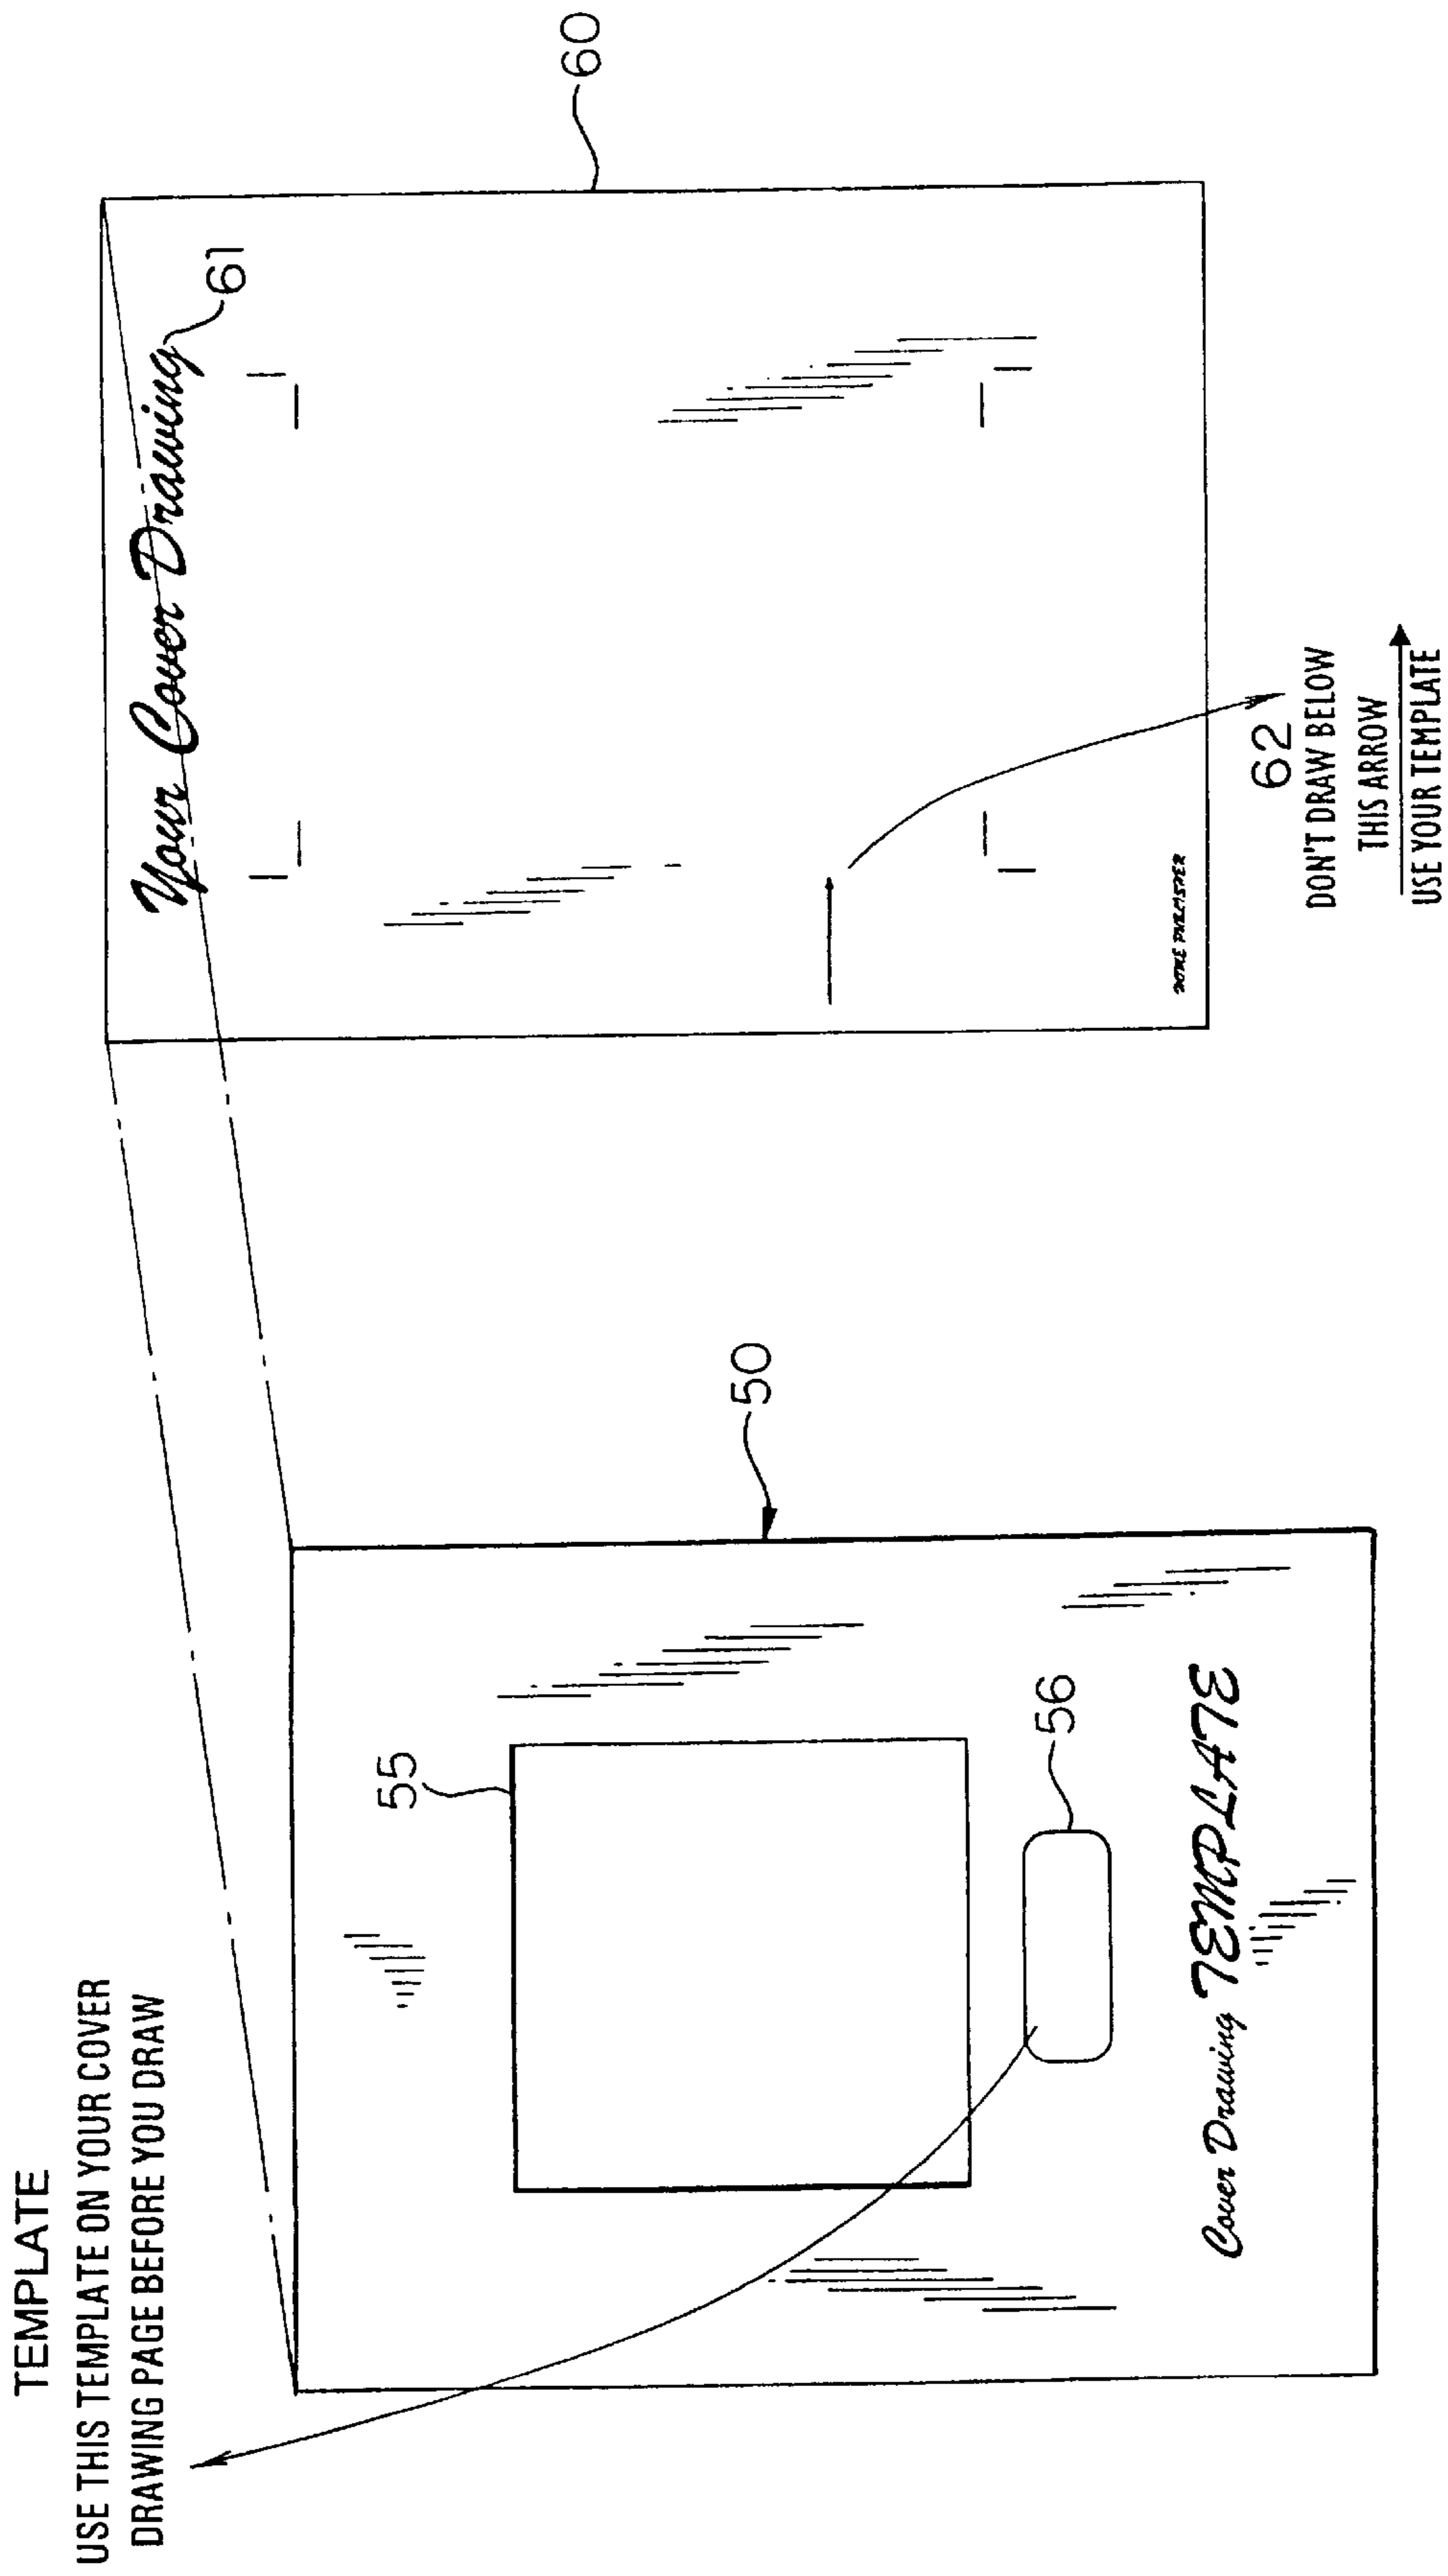 TEMPLATE
USE THIS TEMPLATE ON YOUR COVER
DRAWING PAGE BEFORE YOU DRAW
55
50
56
Cover Drawing TEMPLATE
Your Cover Drawing
61
60
62
DON'T DRAW BELOW
THIS ARROW
USE YOUR TEMPLATE